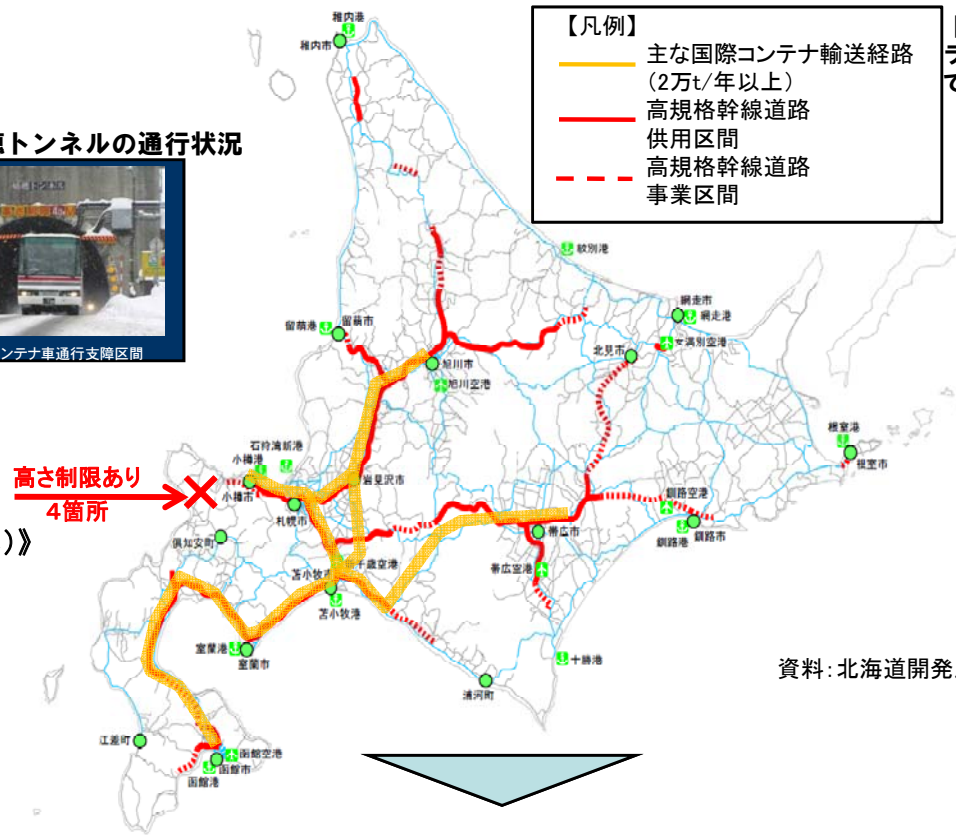 【凡例】
主な国際コンテナ輸送経路
(2万t/年以上)
高規格幹線道路
供用区間
高規格幹線道路
事業区間
トンネルの通行状況
ンテナ車通行支障区間
高さ制限あり
4箇所
)》
稚内港
稚内市
紋別港
網走市
網走港
女満別空港
北見市
留萌港
留萌市
旭川市
旭川空港
根室港
根室市
石狩湾新港
小樽港
小樽市
札幌市
岩見沢市
釧路空港
釧路港
釧路市
倶知安町
新千歳空港
苫小牧市
苫小牧港
帯広市
帯広空港
室蘭港
室蘭市
十勝港
浦河町
江差町
函館空港
函館市
函館港
資料:北海道開発